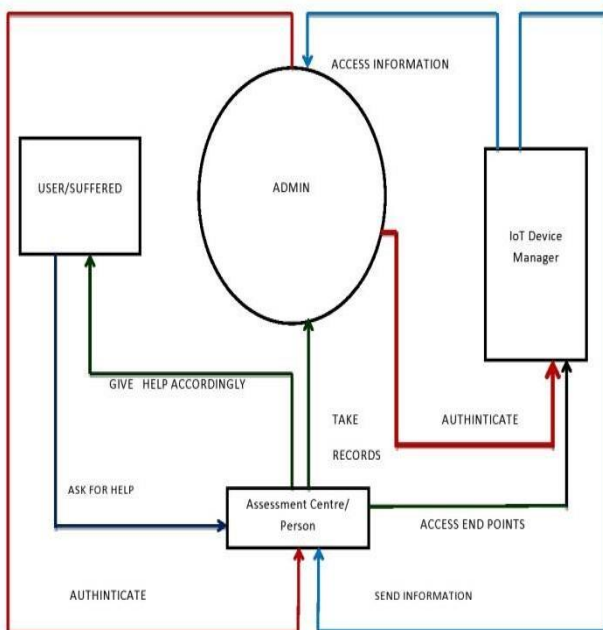 ACCESS INFORMATION
USER/SUFFERED
ADMIN
IoT Device
Manager
GIVE HELP ACCORDINGLY
TAKE
RECORDS
AUTHINTICATE
ASK FOR HELP
Assessment Centre/
Person
ACCESS END POINTS
AUTHINTICATE
SEND INFORMATION